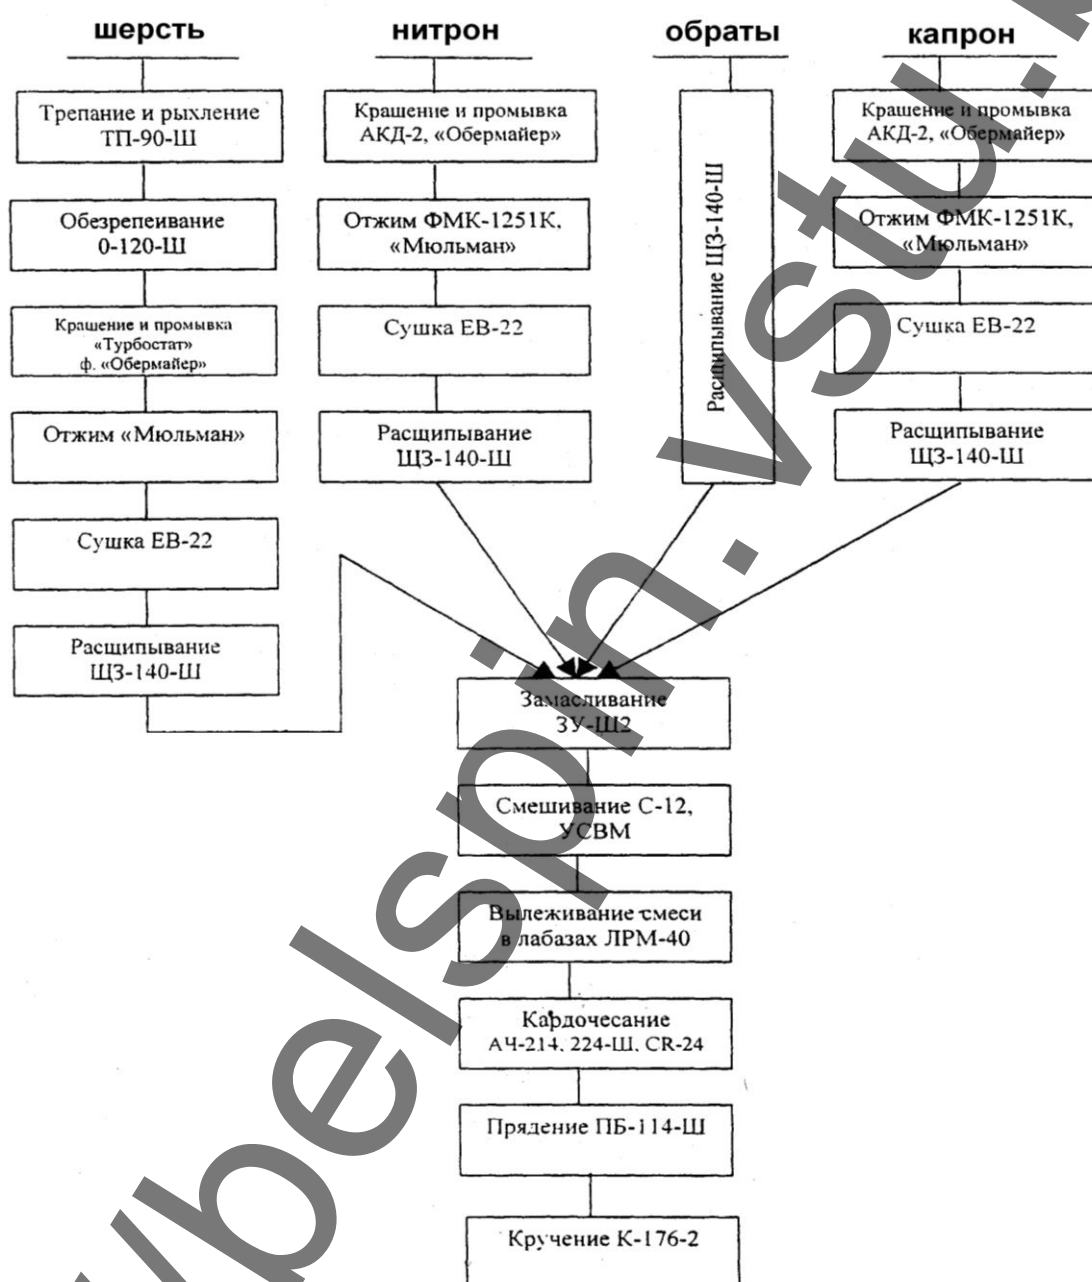 шерсть
Трепание и рыхление
ТП-90-Ш
Обезрепеивание
0-120-Ш
Крашение и промывка
«Турбостат»
ф. «Обермайер»
Отжим «Мюльман»
Сушка ЕВ-22
Расщипывание
ЩЗ-140-Ш
нитрон
Крашение и промывка
АКД-2, «Обермайер»
Отжим ФМК-1251К,
«Мюльман»
Сушка ЕВ-22
Расщипывание
ЩЗ-140-Ш
обраты
Расщипывание ЩЗ-140-Ш
капрон
Крашение и промывка
АКД-2, «Обермайер»
Отжим ФМК-1251К,
«Мюльман»
Сушка ЕВ-22
Расщипывание
ЩЗ-140-Ш
Замасливание
ЗУ-Ш2
Смешивание С-12,
УСВМ
Вылеживание смеси
в лабазах ЛРМ-40
Кардочесание
АЧ-214, 224-Ш, CR-24
Прядение ПБ-114-Ш
Кручение К-176-2
/belspin.vstu.